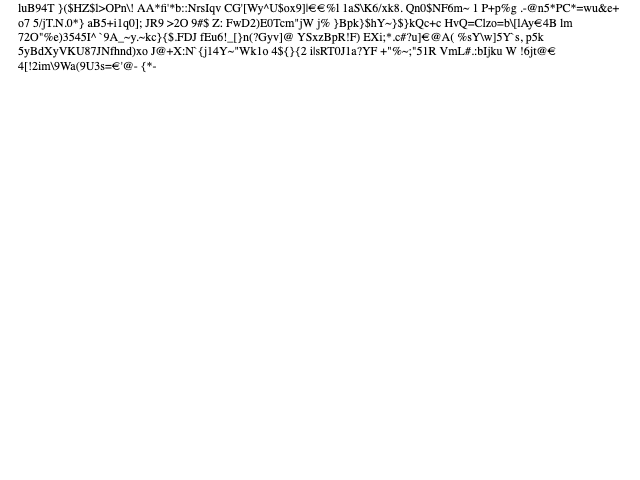 luB94T }($HZ$l>OPn\! AA*fi'*b::NrsIqv CG'[Wy^U$ox9]l€€%l 1aS\K6/xk8. Qn0$NF6m~ 1 P+p%g .-@n5*PC*=wu&e+
o7 5/jT.N.0*} aB5+i1q0]; JR9 >2O 9#$ Z: FwD2)E0Tcm"jW j% }Bpk}$hY~}$}kQc+c HvQ=Clzo=b\[lAy€4B lm
72O"%e)3545I^`9A_~y.~kc}{$.FDJ fEu6!_[}n(?Gyv]@ YSxzBpR!F) EXi;*.c#?u]€@A( %sY\w]5Y`s, p5k
5yBdXyVKU87JNfhnd)xo J@+X:N`{j14Y~"Wk1o 4${}{2 ilsRT0J1a?YF +"%~;"51R VmL#.:bIjku W !6jt@€
4[!2im\9Wa(9U3s=€'@- {*-